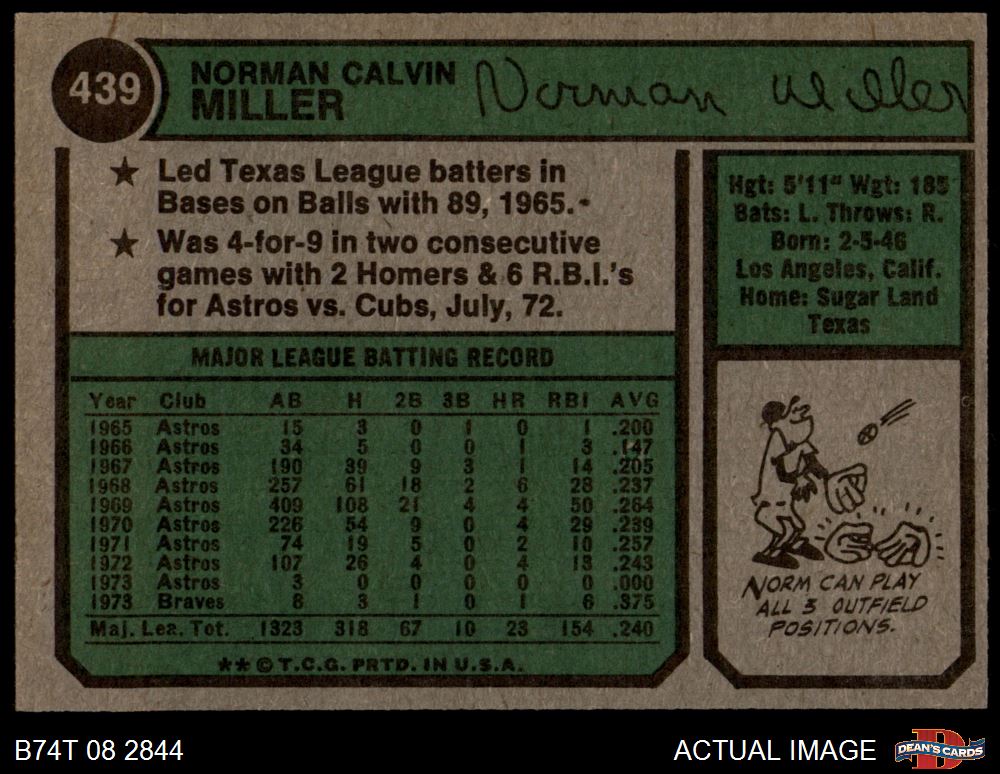 439
NORMAN CALVIN
MILLER
Norman Miller
★ Led Texas League batters in
Bases on Balls with 89, 1965.
★ Was 4-for-9 in two consecutive
games with 2 Homers & 6 R.B.I.'s
for Astros vs. Cubs, July, 72.
Hgt: 5'11" Wgt: 185
Bats: L. Throws: R.
Born: 2-5-46
Los Angeles, Calif.
Home: Sugar Land
Texas
MAJOR LEAGUE BATTING RECORD
Year Club AB H 2B 3B HR RBI AVG
1965 Astros 15 3 0 1 0 1 .200
1966 Astros 34 5 0 0 1 3 .147
1967 Astros 190 39 9 3 1 14 .205
1968 Astros 257 61 18 2 6 28 .237
1969 Astros 409 108 21 4 4 50 .264
1970 Astros 226 54 9 0 4 29 .239
1971 Astros 74 19 5 0 2 10 .257
1972 Astros 107 26 4 0 4 13 .243
1973 Astros 3 0 0 0 0 0 .000
1973 Braves 8 3 1 0 1 6 .375
Maj. Lea. Tot. 1323 318 67 10 23 154 .240
★★©T.C.G. PRTD. IN U.S.A.
NORM CAN PLAY
ALL 3 OUTFIELD
POSITIONS.
B74T 08 2844
ACTUAL IMAGE
D
DEAN'S CARDS